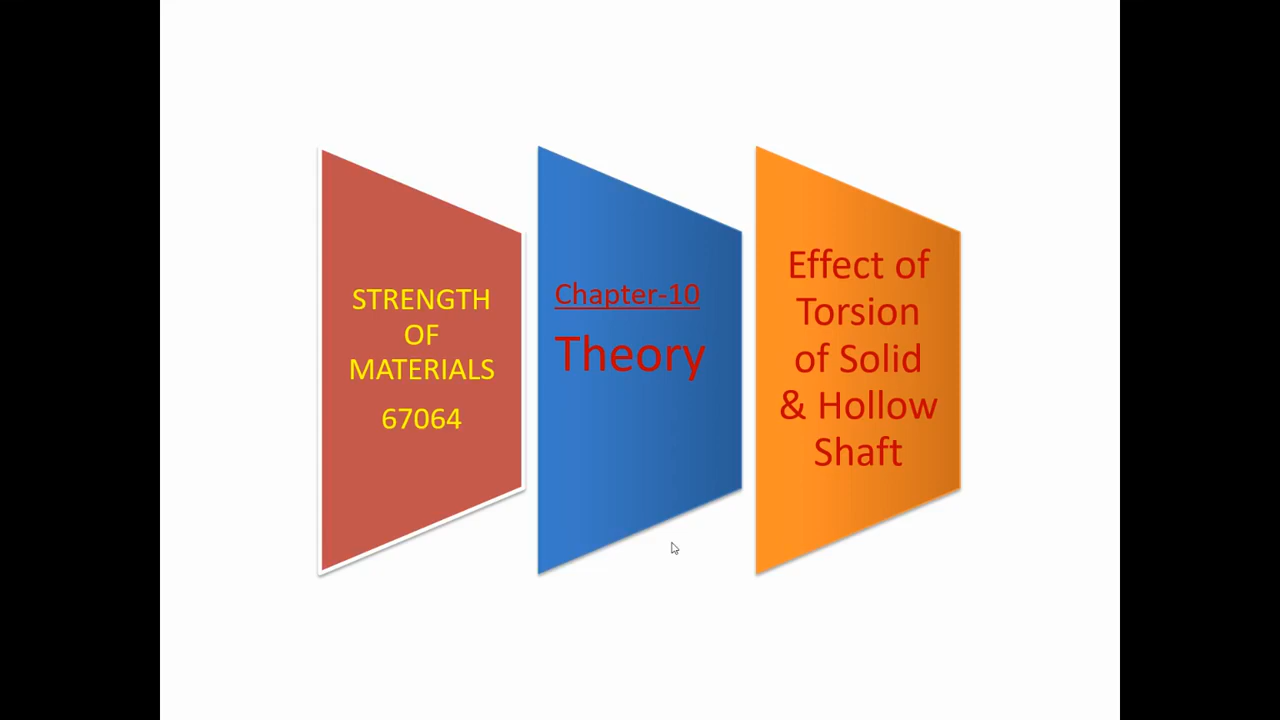 STRENGTH
OF
MATERIALS
67064
Chapter-10
Theory
Effect of
Torsion
of Solid
& Hollow
Shaft